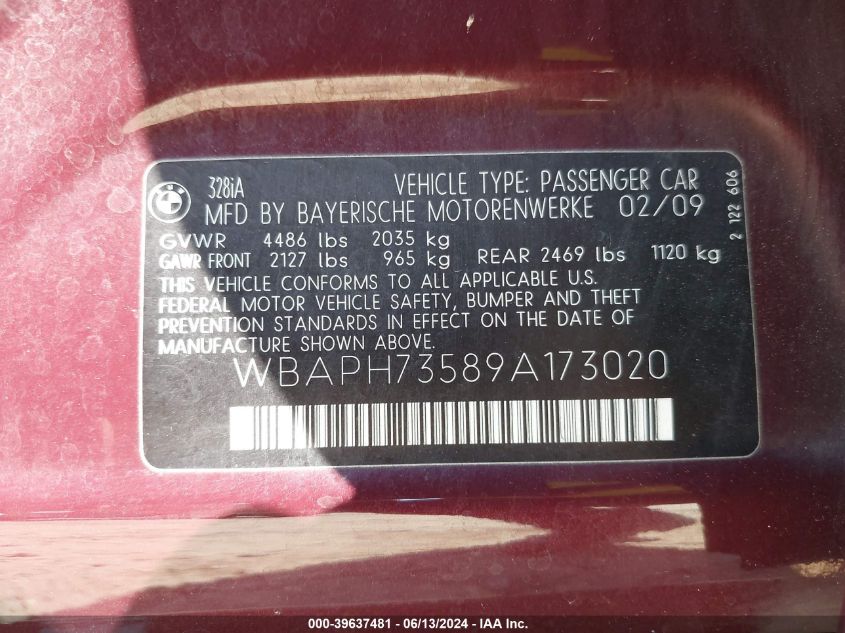 BMW
328iA VEHICLE TYPE: PASSENGER CAR
MFD BY BAYERISCHE MOTORENWERKE 02/09
GVWR 4486 lbs 2035 kg
GAWR FRONT 2127 lbs 965 kg REAR 2469 lbs 1120 kg
THIS VEHICLE CONFORMS TO ALL APPLICABLE U.S.
FEDERAL MOTOR VEHICLE SAFETY, BUMPER AND THEFT
PREVENTION STANDARDS IN EFFECT ON THE DATE OF
MANUFACTURE SHOWN ABOVE.
WBAPH73589A173020
2 122 606
000-39637481 - 06/13/2024 - IAA Inc.